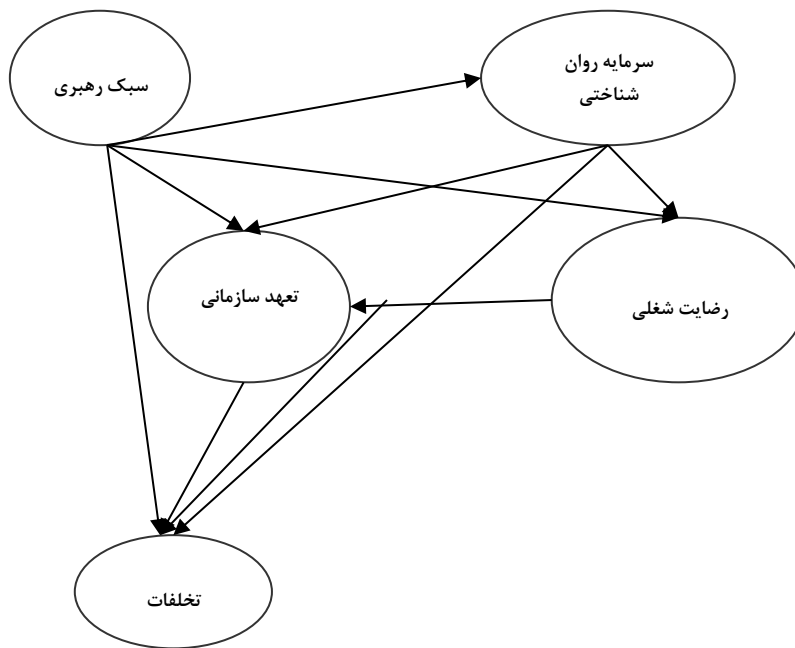 سبک رهبری
سرمایه روان
شناختی
تعهد سازمانی
رضایت شغلی
تخلفات